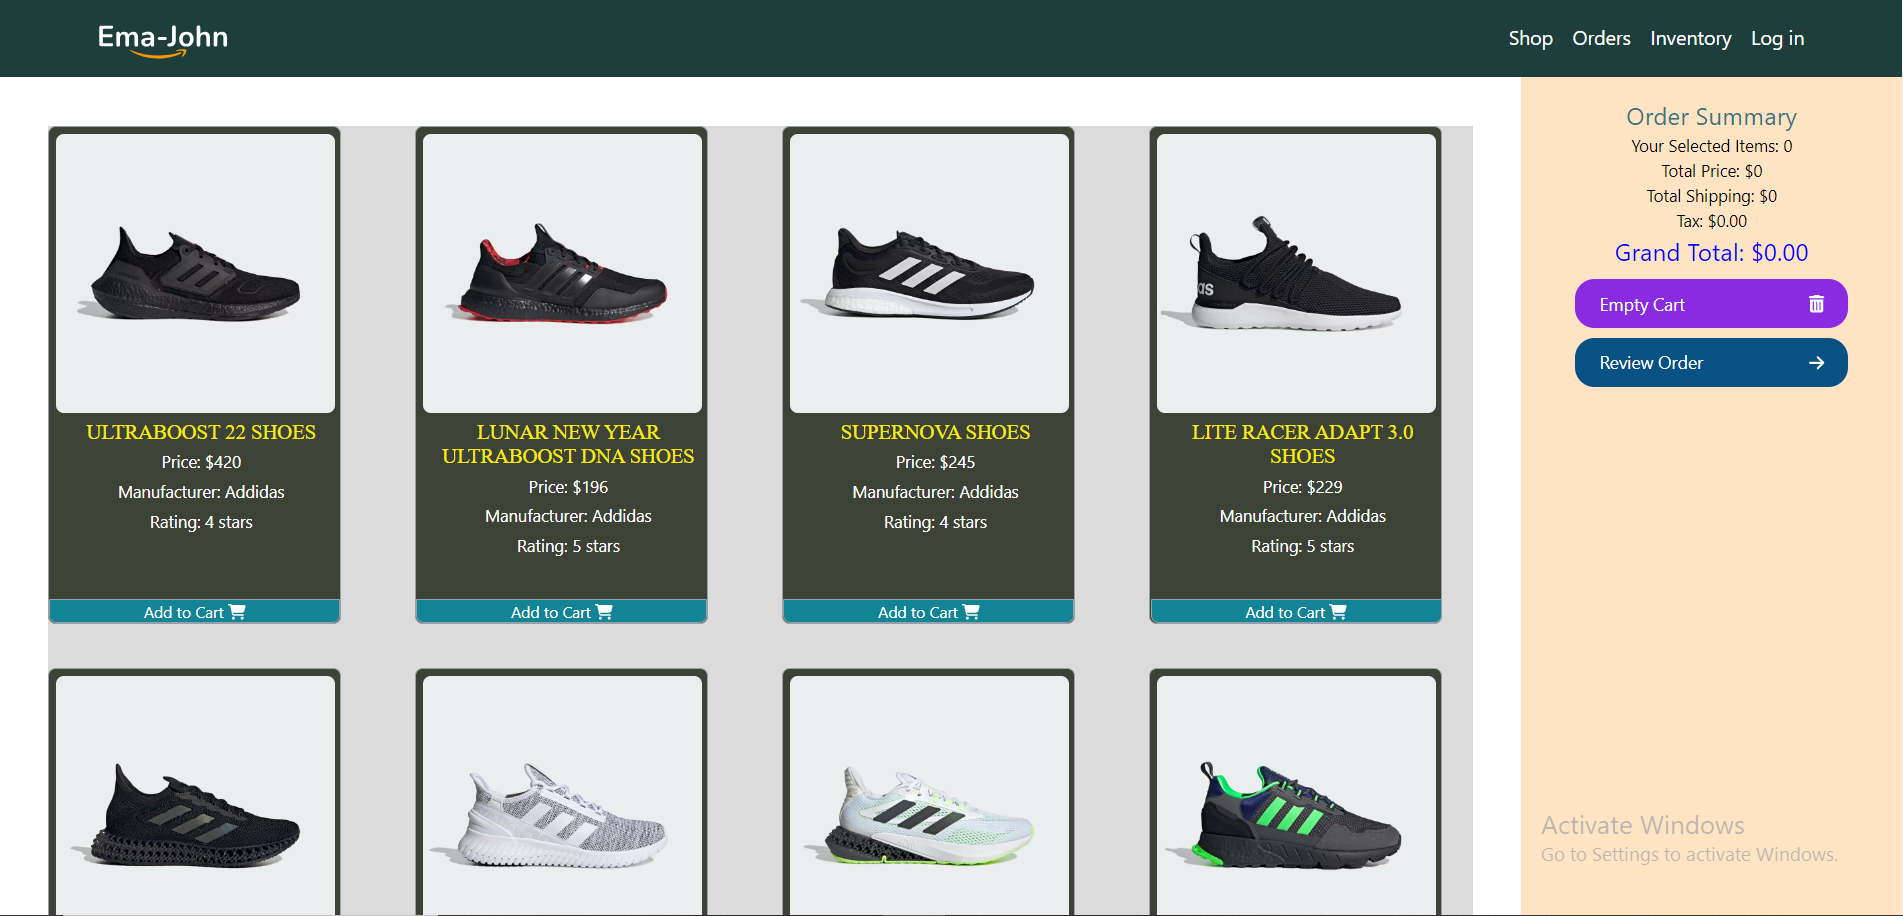 Ema-John
Shop Orders Inventory Log in
ULTRABOOST 22 SHOES
Price: $420
Manufacturer: Addidas
Rating: 4 stars
Add to Cart
LUNAR NEW YEAR
ULTRABOOST DNA SHOES
Price: $196
Manufacturer: Addidas
Rating: 5 stars
Add to Cart
SUPERNOVA SHOES
Price: $245
Manufacturer: Addidas
Rating: 4 stars
Add to Cart
as
LITE RACER ADAPT 3.0
SHOES
Price: $229
Manufacturer: Addidas
Rating: 5 stars
Add to Cart
Order Summary
Your Selected Items: 0
Total Price: $0
Total Shipping: $0
Tax: $0.00
Grand Total: $0.00
Empty Cart
Review Order
Activate Windows
Go to Settings to activate Windows.